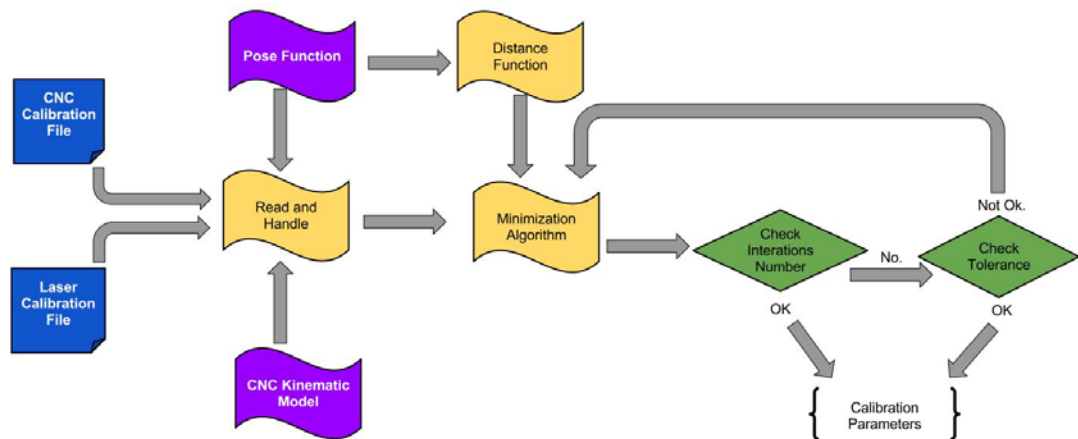 Pose Function
Distance
Function
CNC
Calibration
File
Read and
Handle
Minimization
Algorithm
Not Ok.
Check
Interations
Number
No.
Check
Tolerance
Laser
Calibration
File
OK
OK
CNC Kinematic
Model
Calibration
Parameters